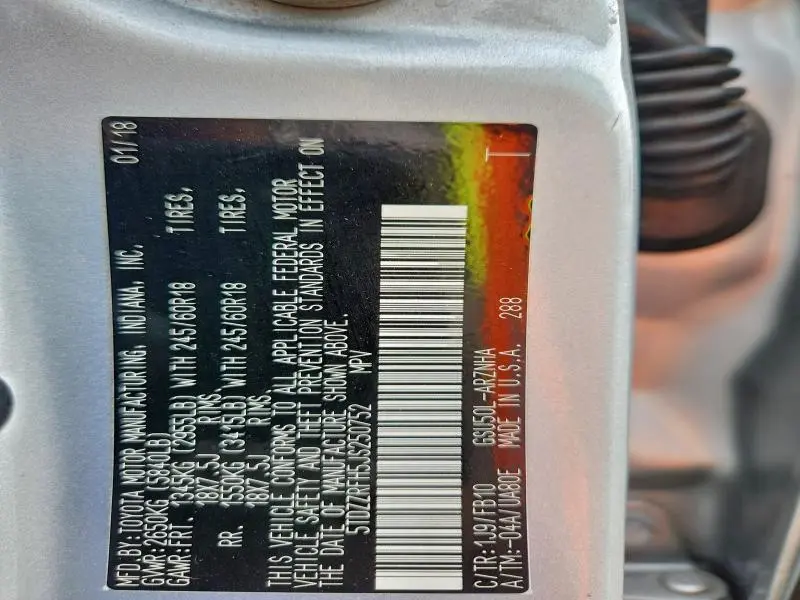 MFD.BY:TOYOTA MOTOR MANUFACTURING, INDIANA, INC. 01/18
GVWR:2650KG (5840LB)
GAWR:FRT. 1345KG (2955LB) WITH 245/60R18 TIRES,
18X7.5J RIMS,
RR. 1550KG (3415LB) WITH 245/60R18 TIRES,
18X7.5J RIMS.
THIS VEHICLE CONFORMS TO ALL APPLICABLE FEDERAL MOTOR
VEHICLE SAFETY AND THEFT PREVENTION STANDARDS IN EFFECT ON
THE DATE OF MANUFACTURE SHOWN ABOVE.
5TDZZRFH5JS250752 MPV
C/TR:1J9/FB10 GSU50L-ARZNHA T
A/TM:-04A/UA80E MADE IN U.S.A. 288